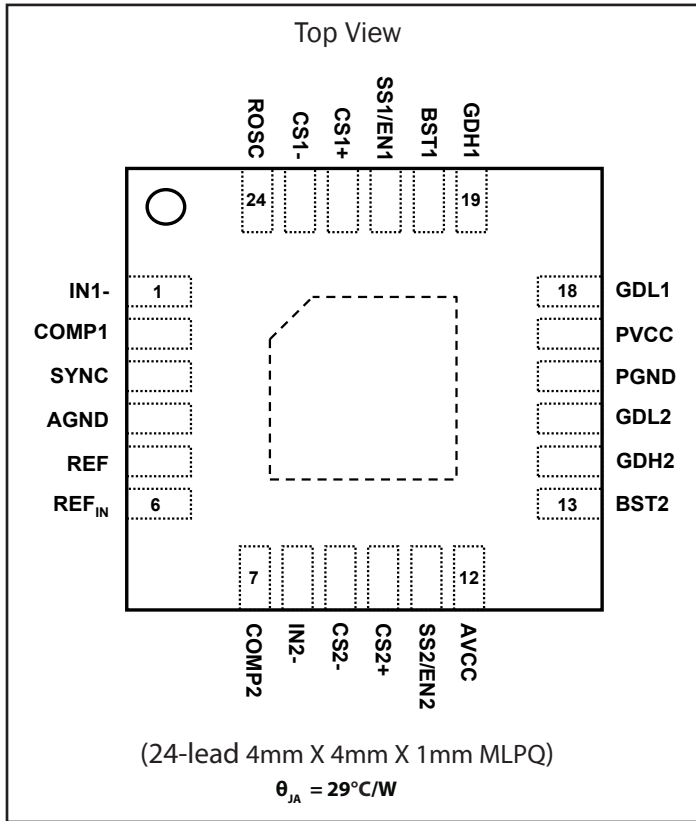 Top View
ROSC
CS1-
CS1+
SS1/EN1
BST1
GDH1
24
19
IN1-
1
18
GDL1
COMP1
PVCC
SYNC
PGND
AGND
GDL2
REF
GDH2
REFIN
6
13
BST2
7
12
COMP2
IN2-
CS2-
CS2+
SS2/EN2
AVCC
(24-lead 4mm X 4mm X 1mm MLPQ)
θJA = 29°C/W